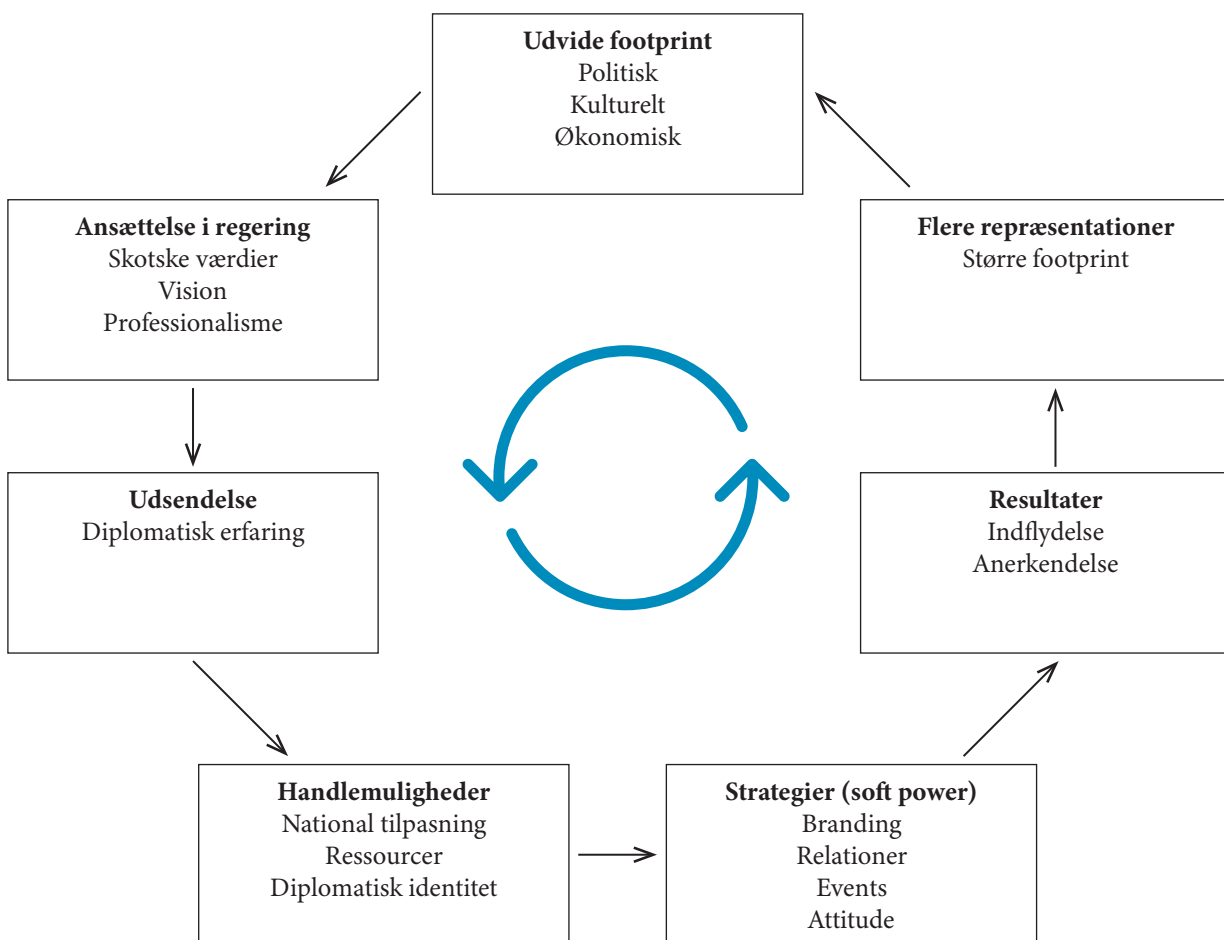 Udvide footprint
Politisk
Kulturelt
Økonomisk
Ansættelse i regering
Skotske værdier
Vision
Professionalisme
Flere repræsentationer
Større footprint
Udsendelse
Diplomatisk erfaring
Resultater
Indflydelse
Anerkendelse
Handlemuligheder
National tilpasning
Ressourcer
Diplomatisk identitet
Strategier (soft power)
Branding
Relationer
Events
Attitude